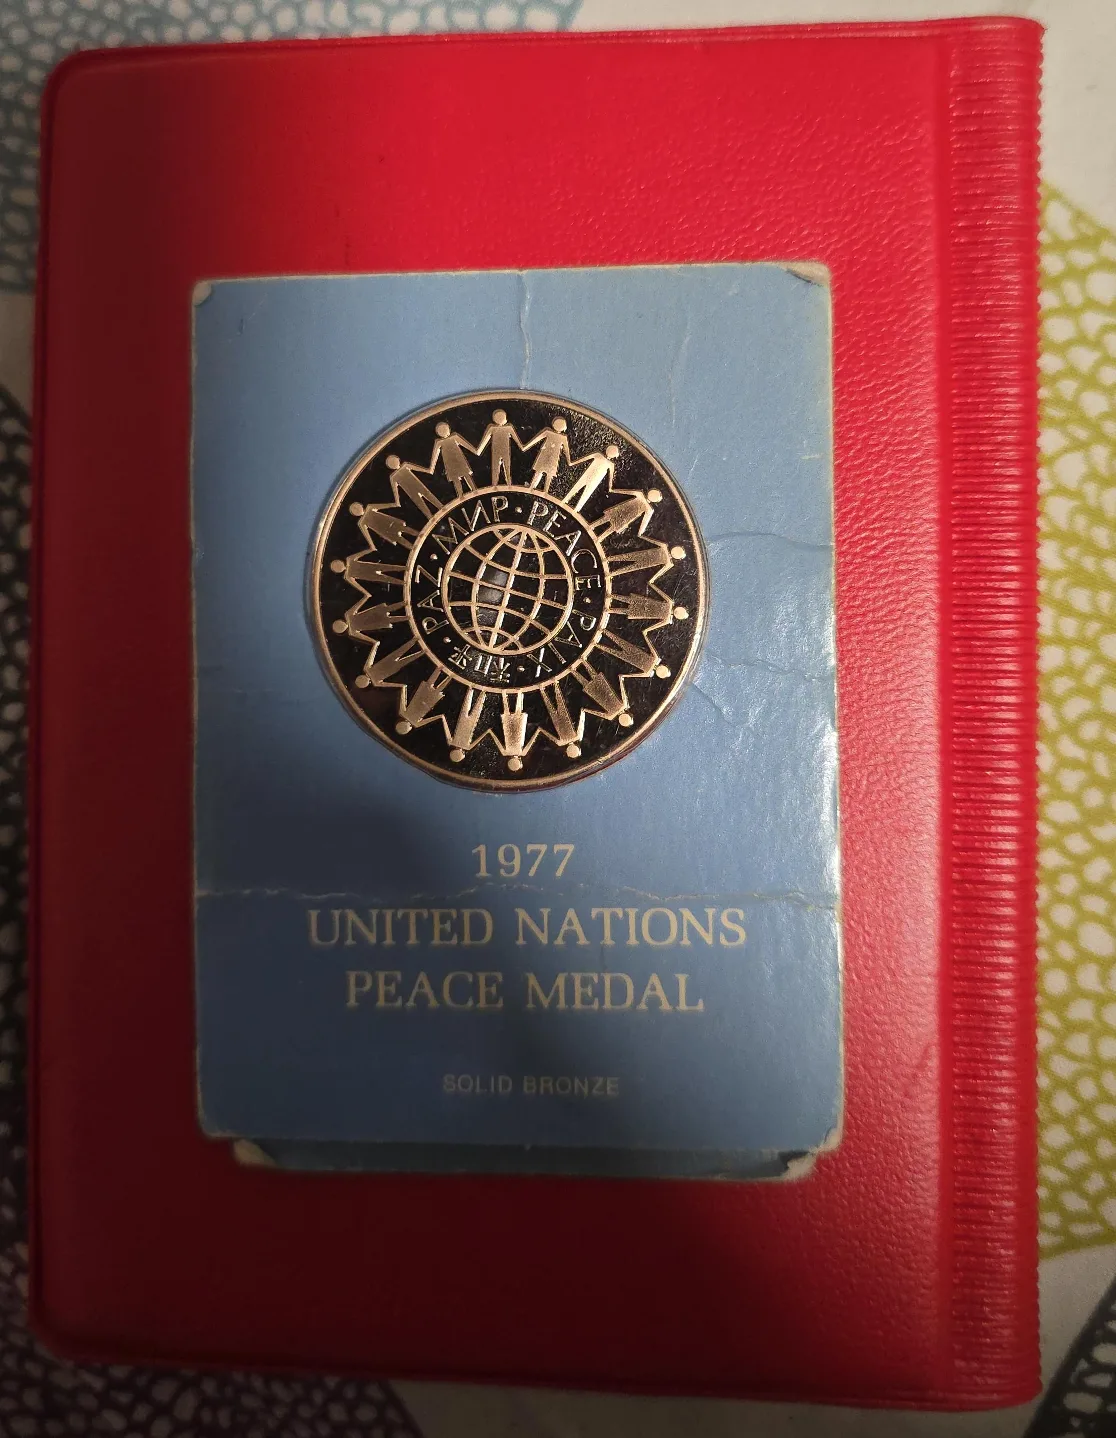 МИР · PEACE · PAIX · 和平 · PAZ ·
1977
UNITED NATIONS
PEACE MEDAL
SOLID BRONZE